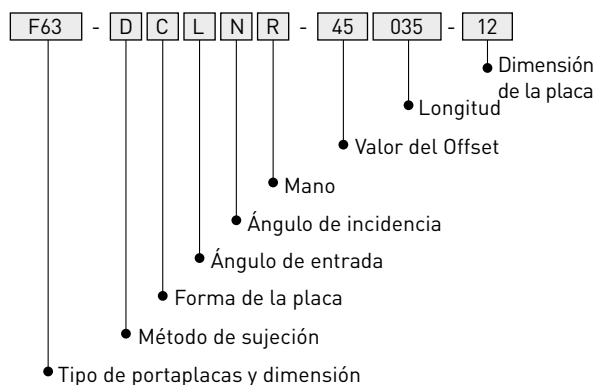 F63 - D C L N R - 45 035 - 12
Dimensión
de la placa
Longitud
Valor del Offset
Mano
Ángulo de incidencia
Ángulo de entrada
Forma de la placa
Método de sujeción
Tipo de portaplacas y dimensión